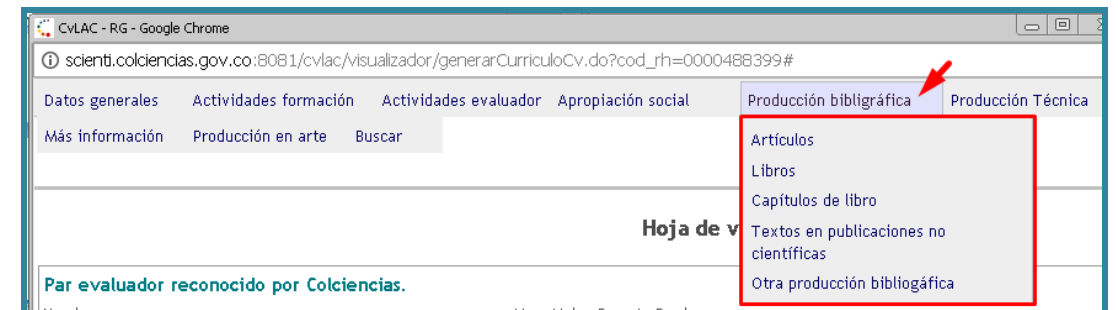 CvLAC - RG - Google Chrome
scienti.colciencias.gov.co:8081/cvlac/visualizador/generarCurriculoCv.do?cod_rh=0000488399#
Datos generales Actividades formación Actividades evaluador Apropiación social Producción bibligráfica Producción Técnica
Más información Producción en arte Buscar
Artículos
Libros
Capítulos de libro
Textos en publicaciones no
científicas
Otra producción bibliogáfica
Hoja de v
Par evaluador reconocido por Colciencias.